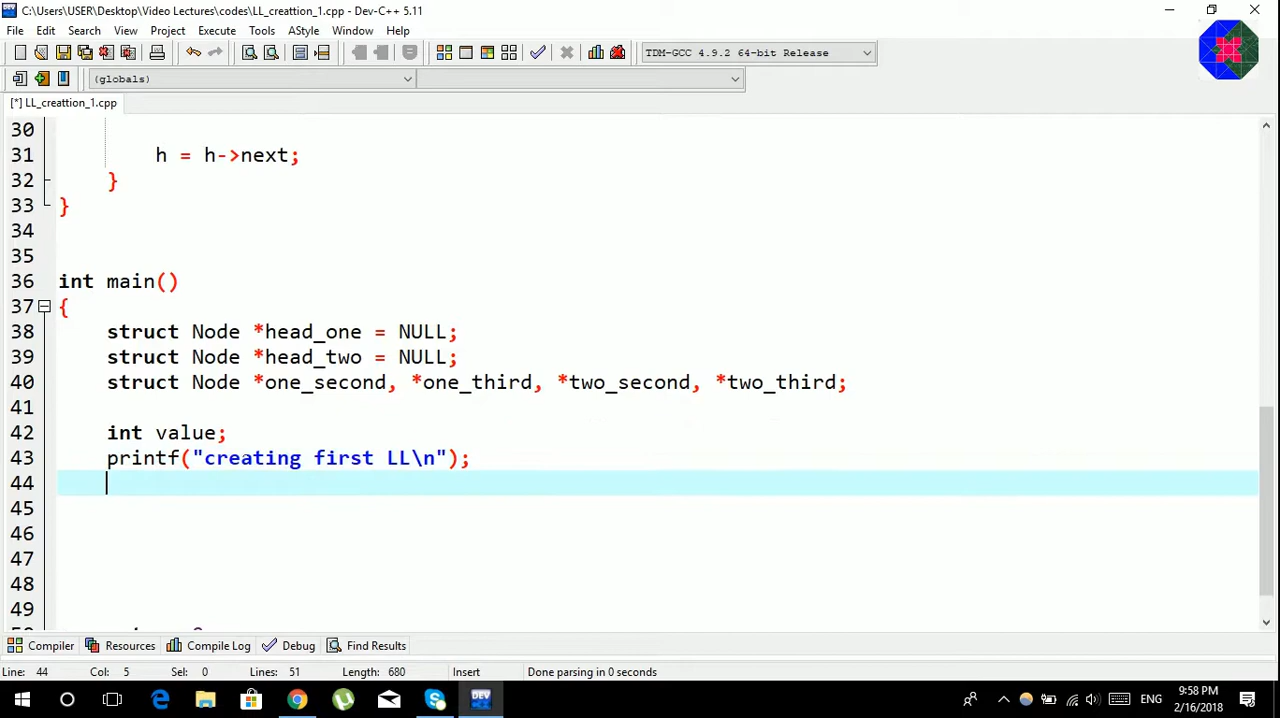 C:\Users\USER\Desktop\Video Lectures\codes\LL_creattion_1.cpp - Dev-C++ 5.11
File Edit Search View Project Execute Tools AStyle Window Help
TDM-GCC 4.9.2 64-bit Release
(globals)
[*] LL_creattion_1.cpp
30
31 h = h->next;
32 }
33 }
34
35
36 int main()
37 {
38 struct Node *head_one = NULL;
39 struct Node *head_two = NULL;
40 struct Node *one_second, *one_third, *two_second, *two_third;
41
42 int value;
43 printf("creating first LL\n");
44
45
46
47
48
49
Compiler Resources Compile Log Debug Find Results
Line: 44 Col: 5 Sel: 0 Lines: 51 Length: 680 Insert Done parsing in 0 seconds
ENG
9:58 PM
2/16/2018